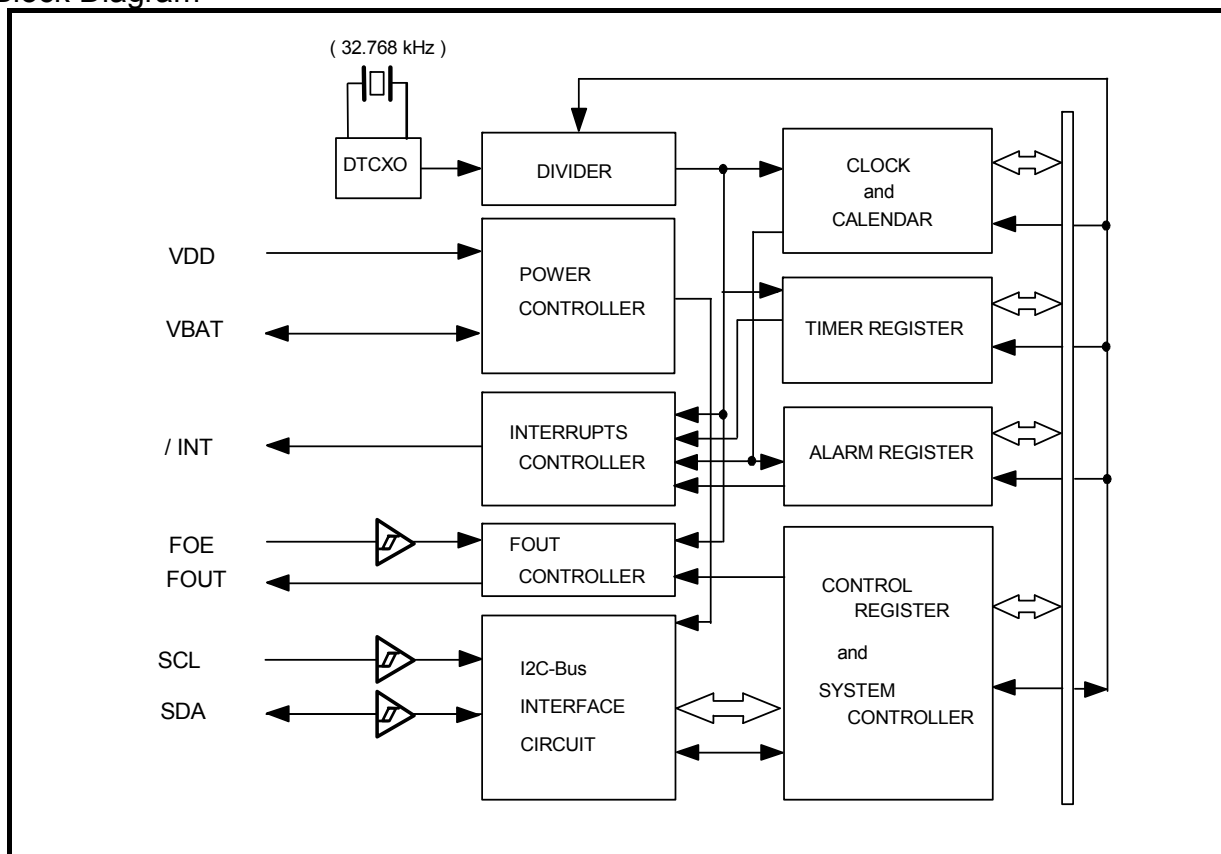 Block Diagram
( 32.768 kHz )
DTCXO
DIVIDER
CLOCK
and
CALENDAR
VDD
VBAT
POWER
CONTROLLER
TIMER REGISTER
/ INT
INTERRUPTS
CONTROLLER
ALARM REGISTER
FOE
FOUT
FOUT
CONTROLLER
CONTROL
REGISTER
and
SYSTEM
CONTROLLER
SCL
SDA
I2C-Bus
INTERFACE
CIRCUIT